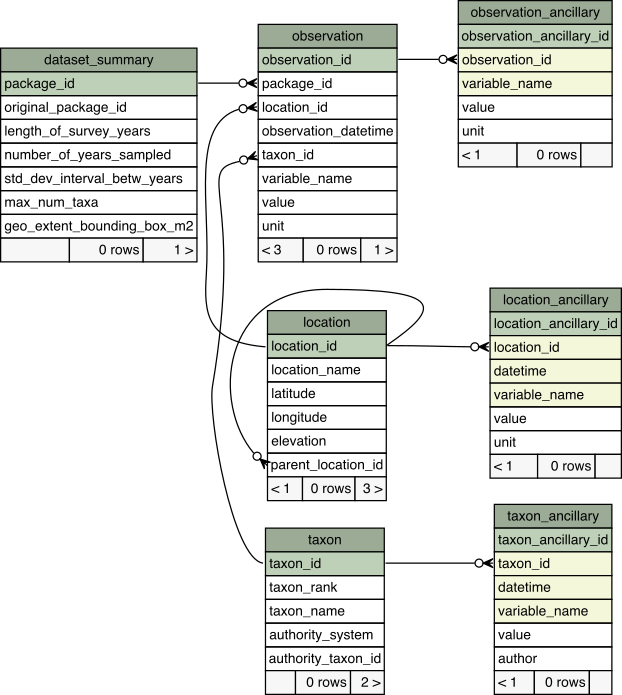 dataset_summary
package_id
original_package_id
length_of_survey_years
number_of_years_sampled
std_dev_interval_betw_years
max_num_taxa
geo_extent_bounding_box_m2
0 rows 1 >
observation
observation_id
package_id
location_id
observation_datetime
taxon_id
variable_name
value
unit
< 3 0 rows 1 >
observation_ancillary
observation_ancillary_id
observation_id
variable_name
value
unit
< 1 0 rows
location
location_id
location_name
latitude
longitude
elevation
parent_location_id
< 1 0 rows 3 >
location_ancillary
location_ancillary_id
location_id
datetime
variable_name
value
unit
< 1 0 rows
taxon
taxon_id
taxon_rank
taxon_name
authority_system
authority_taxon_id
0 rows 2 >
taxon_ancillary
taxon_ancillary_id
taxon_id
datetime
variable_name
value
author
< 1 0 rows